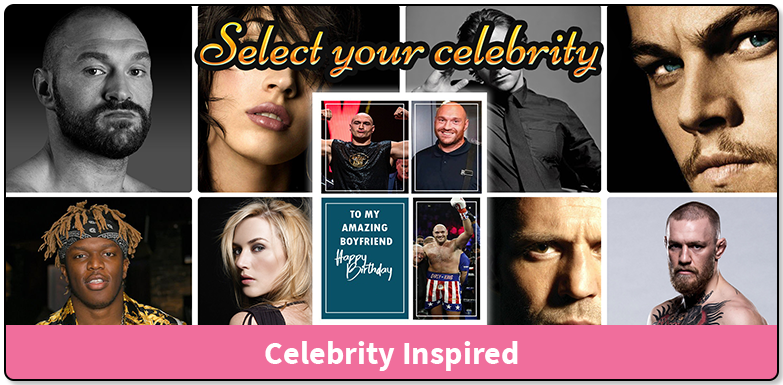 Select your celebrity
TO MY
AMAZING
BOYFRIEND
Happy
Birthday
Celebrity Inspired